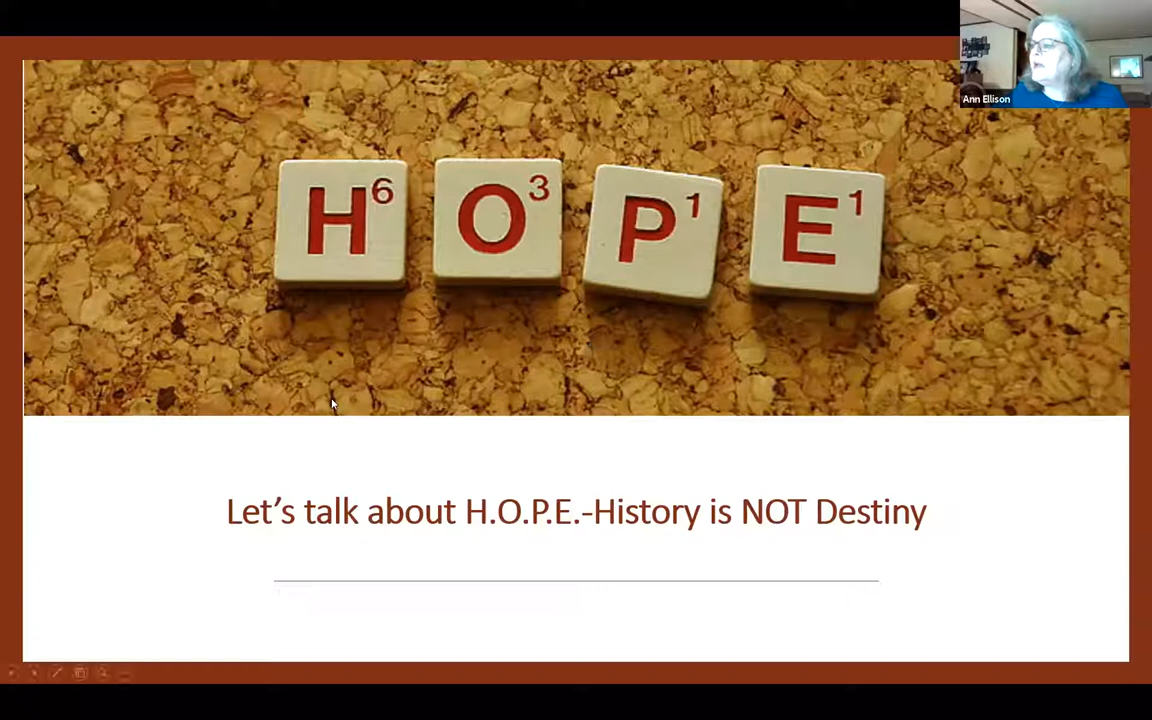 Ann Ellison
H6 O3 P1 E1
Let's talk about H.O.P.E.-History is NOT Destiny